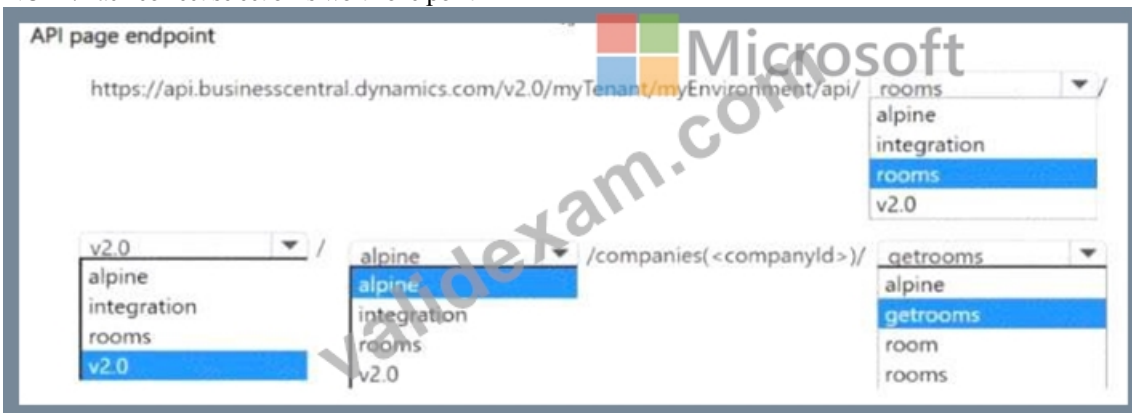 API page endpoint
Microsoft
https://api.businesscentral.dynamics.com/v2.0/myTenant/myEnvironment/api/ rooms /
alpine
integration
rooms
v2.0
v2.0 / alpine /companies(<companyId>)/ getrooms
alpine
integration
rooms
v2.0
alpine
integration
rooms
v2.0
alpine
getrooms
room
rooms
validexam.com